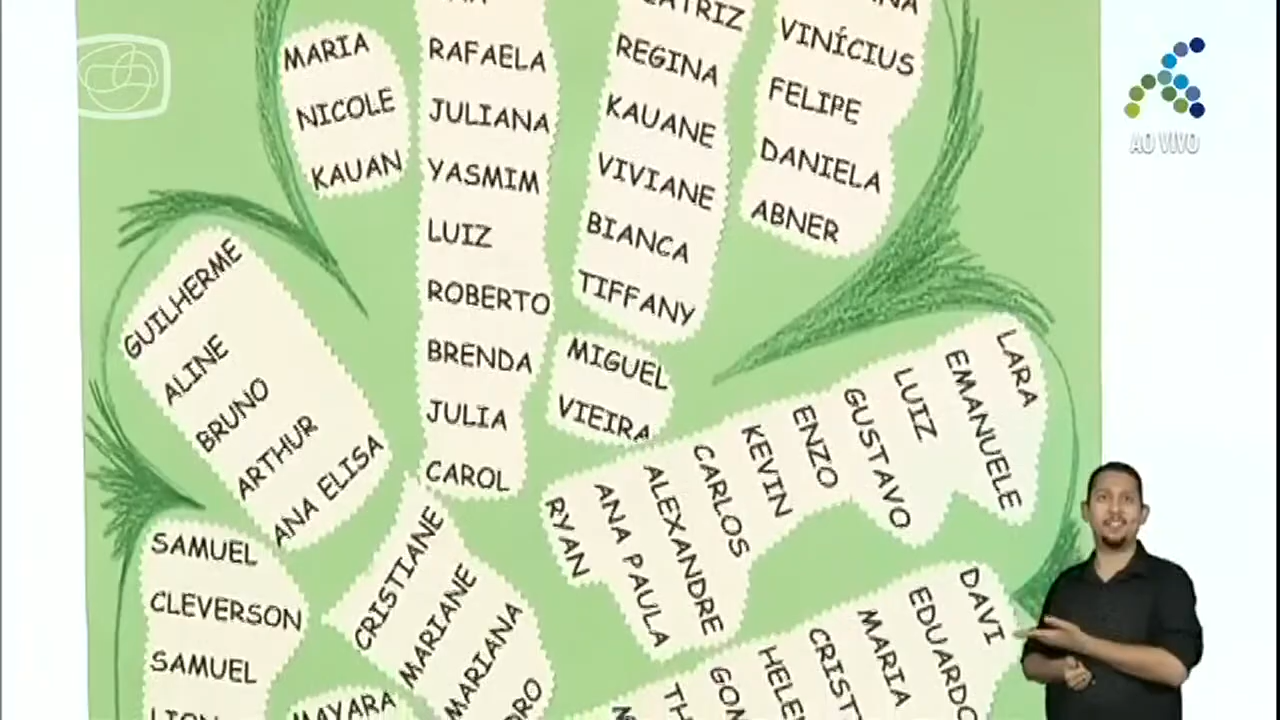 MARIA
NICOLE
KAUAN
RAFAELA
JULIANA
YASMIM
LUIZ
ROBERTO
BRENDA
JULIA
CAROL
REGINA
KAUANE
VIVIANE
BIANCA
TIFFANY
MIGUEL
VIEIRA
VINÍCIUS
FELIPE
DANIELA
ABNER
AO VIVO
GUILHERME
ALINE
BRUNO
ARTHUR
ANA ELISA
SAMUEL
CLEVERSON
SAMUEL
CRISTIANE
MARIANE
MARIANA
MAYARA
RYAN
ANA PAULA
ALEXANDRE
CARLOS
KEVIN
ENZO
GUSTAVO
LUIZ
EMANUELE
LARA
MARIA
EDUARDO
DAVI